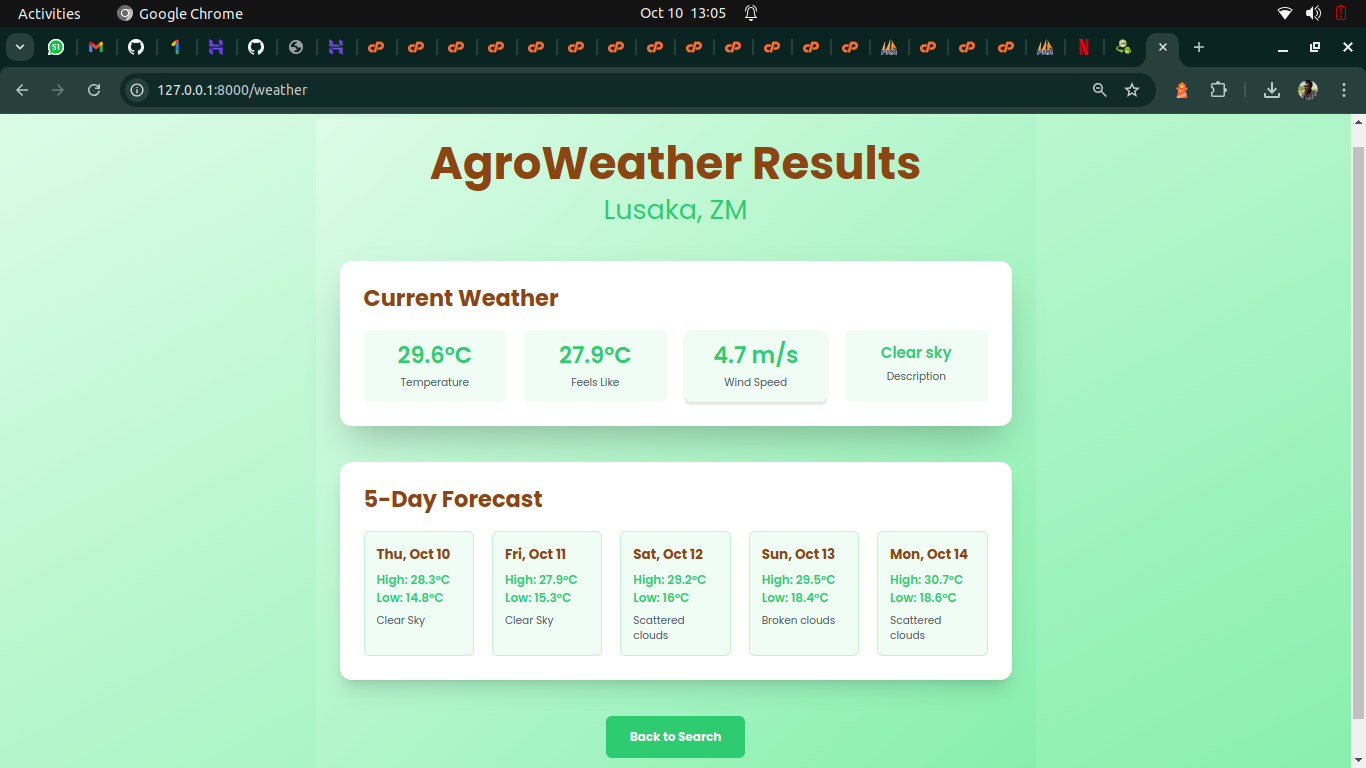 Activities
Google Chrome
Oct 10 13:05
51
127.0.0.1:8000/weather
AgroWeather Results
Lusaka, ZM
Current Weather
29.6°C
Temperature
27.9°C
Feels Like
4.7 m/s
Wind Speed
Clear sky
Description
5-Day Forecast
Thu, Oct 10
High: 28.3°C
Low: 14.8°C
Clear Sky
Fri, Oct 11
High: 27.9°C
Low: 15.3°C
Clear Sky
Sat, Oct 12
High: 29.2°C
Low: 16°C
Scattered
clouds
Sun, Oct 13
High: 29.5°C
Low: 18.4°C
Broken clouds
Mon, Oct 14
High: 30.7°C
Low: 18.6°C
Scattered
clouds
Back to Search